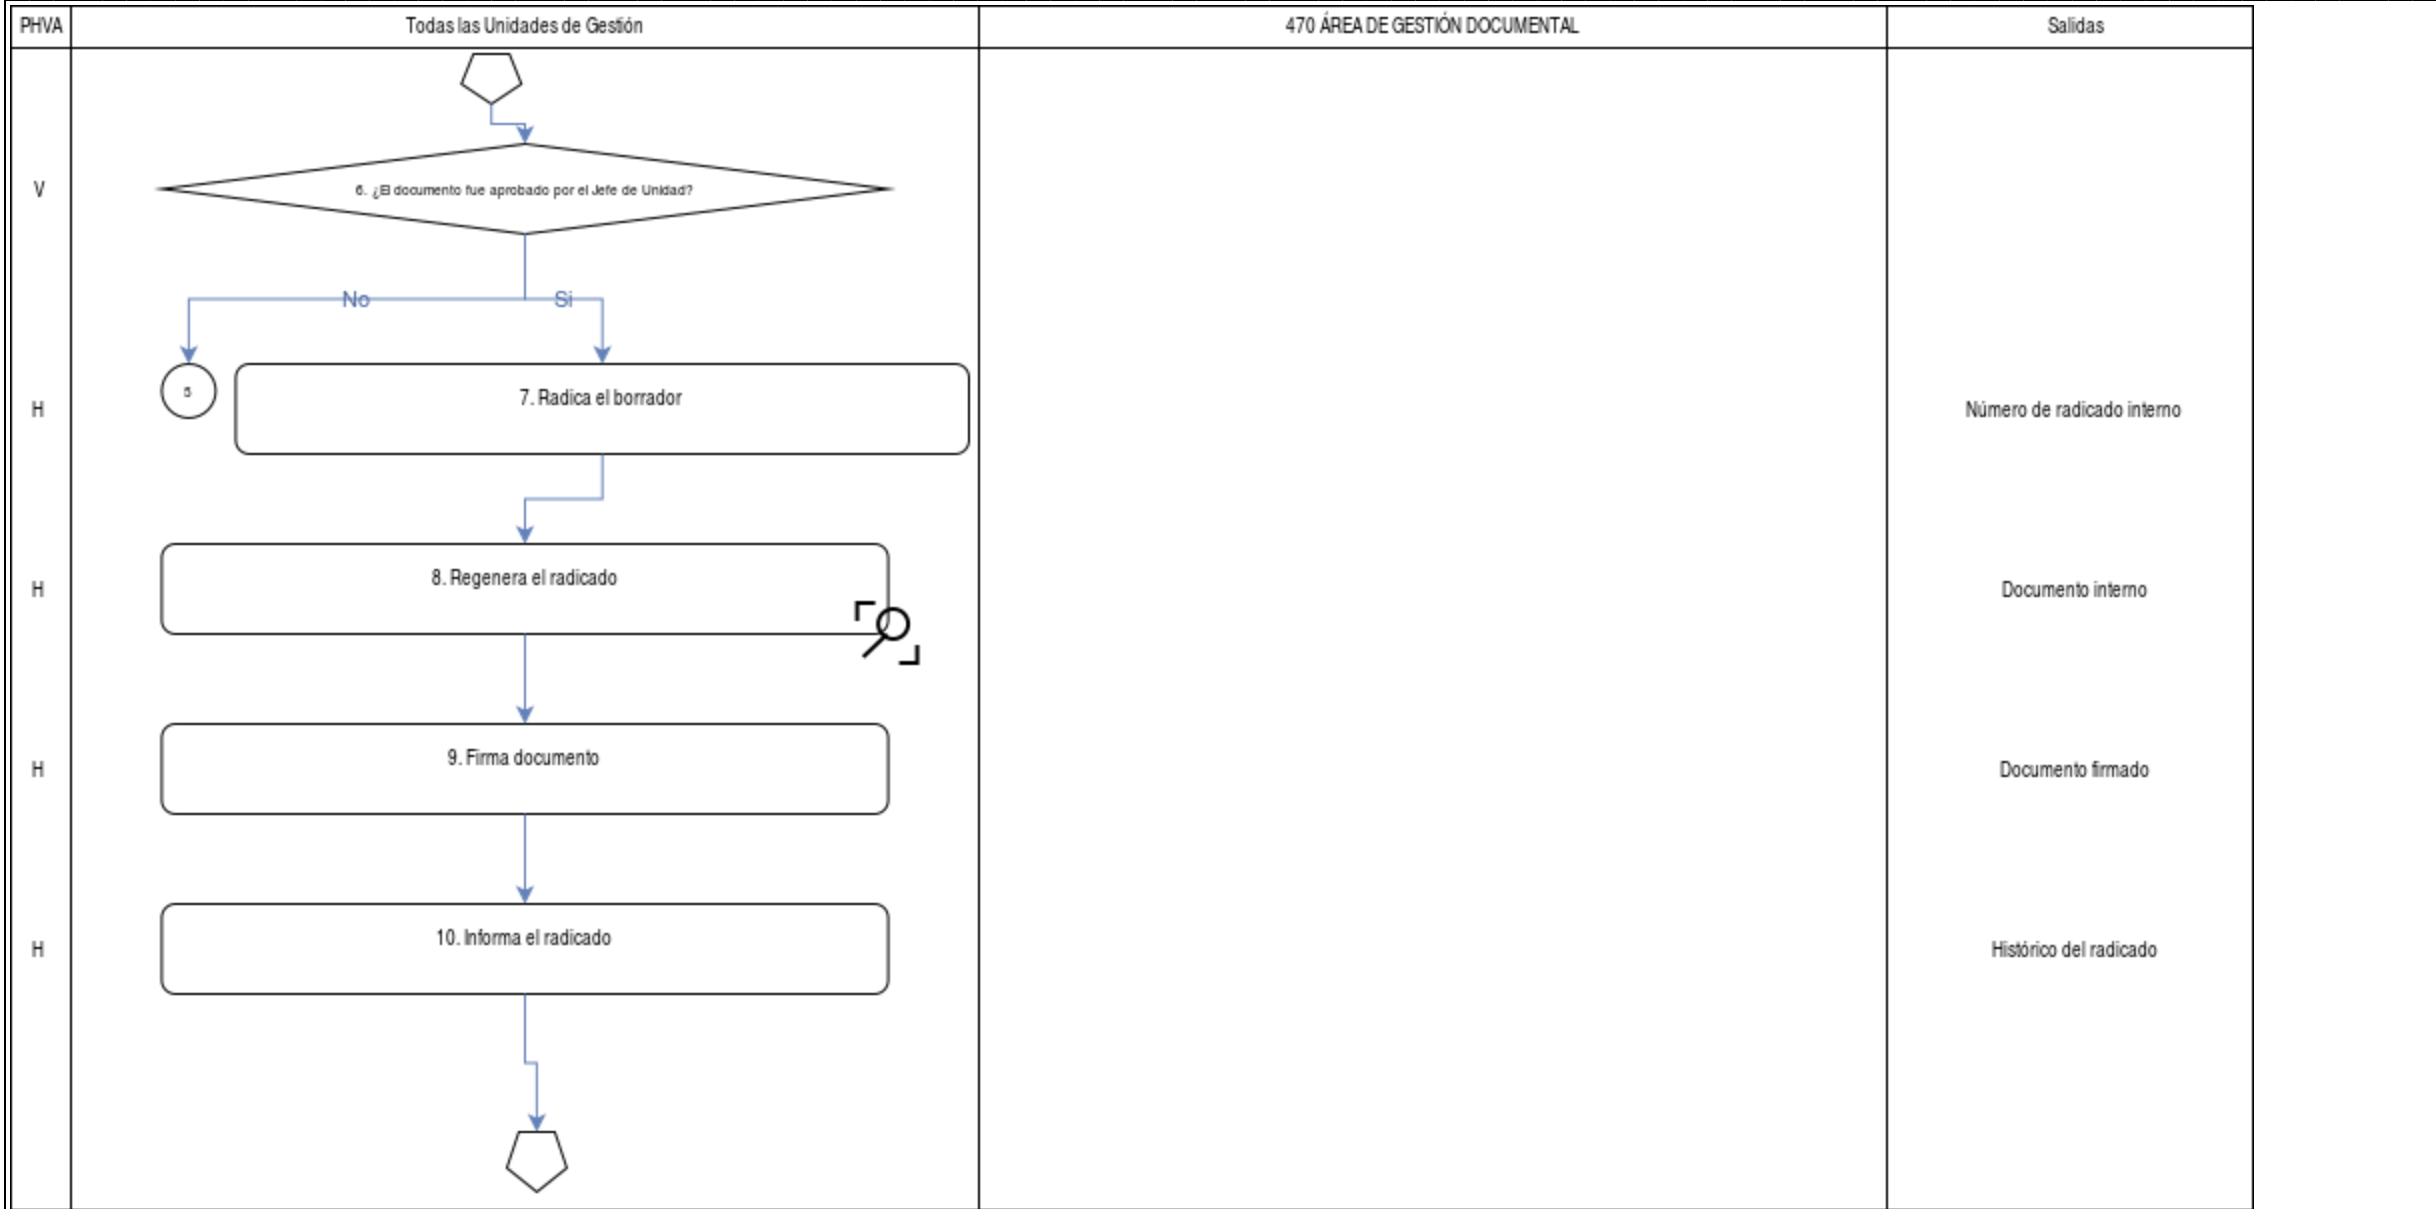 PHVA Todas las Unidades de Gestión 470 ÁREA DE GESTIÓN DOCUMENTAL Salidas
V 6. ¿El documento fue aprobado por el Jefe de Unidad?
No Si
5
H 7. Radica el borrador Número de radicado interno
H 8. Regenera el radicado Documento interno
H 9. Firma documento Documento firmado
H 10. Informa el radicado Histórico del radicado